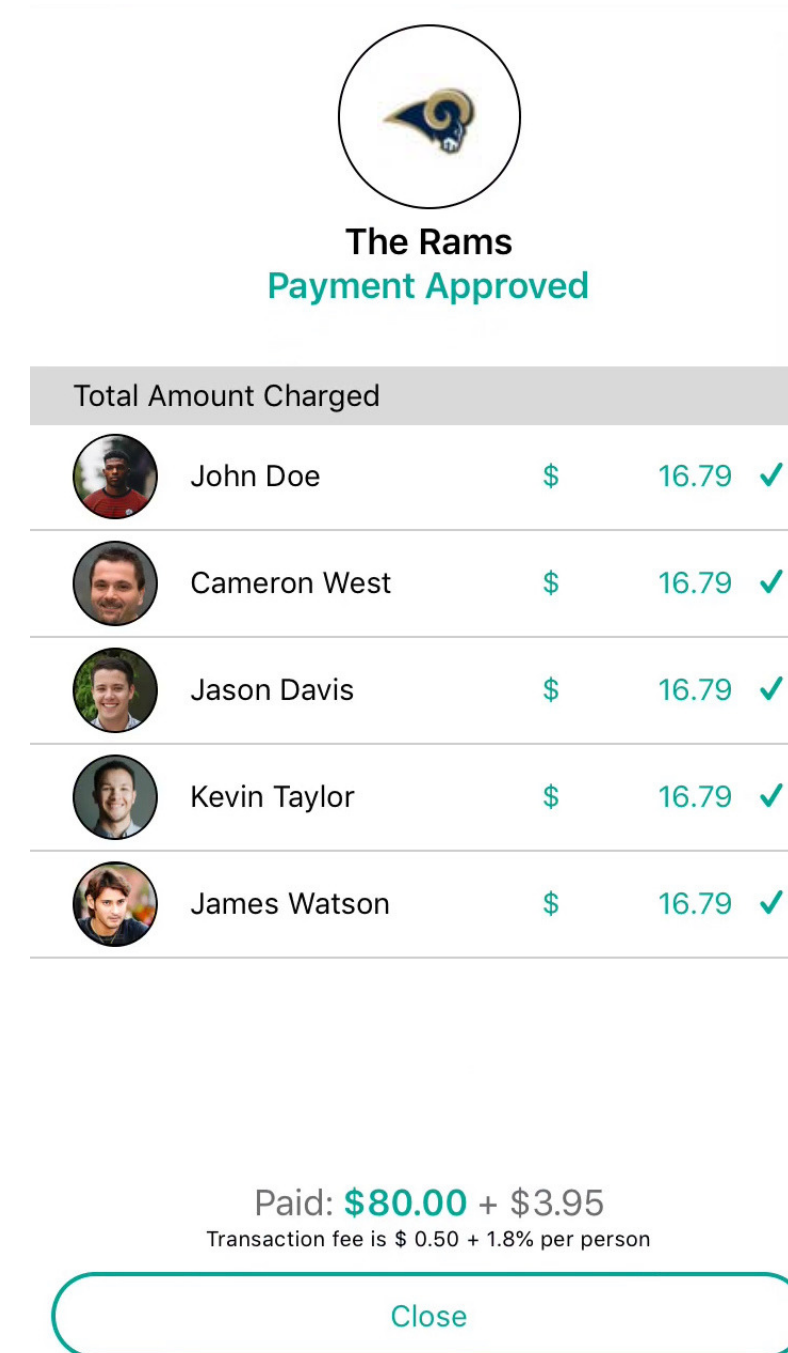 The Rams
Payment Approved
Total Amount Charged
John Doe $ 16.79
Cameron West $ 16.79
Jason Davis $ 16.79
Kevin Taylor $ 16.79
James Watson $ 16.79
Paid: $80.00 + $3.95
Transaction fee is $ 0.50 + 1.8% per person
Close